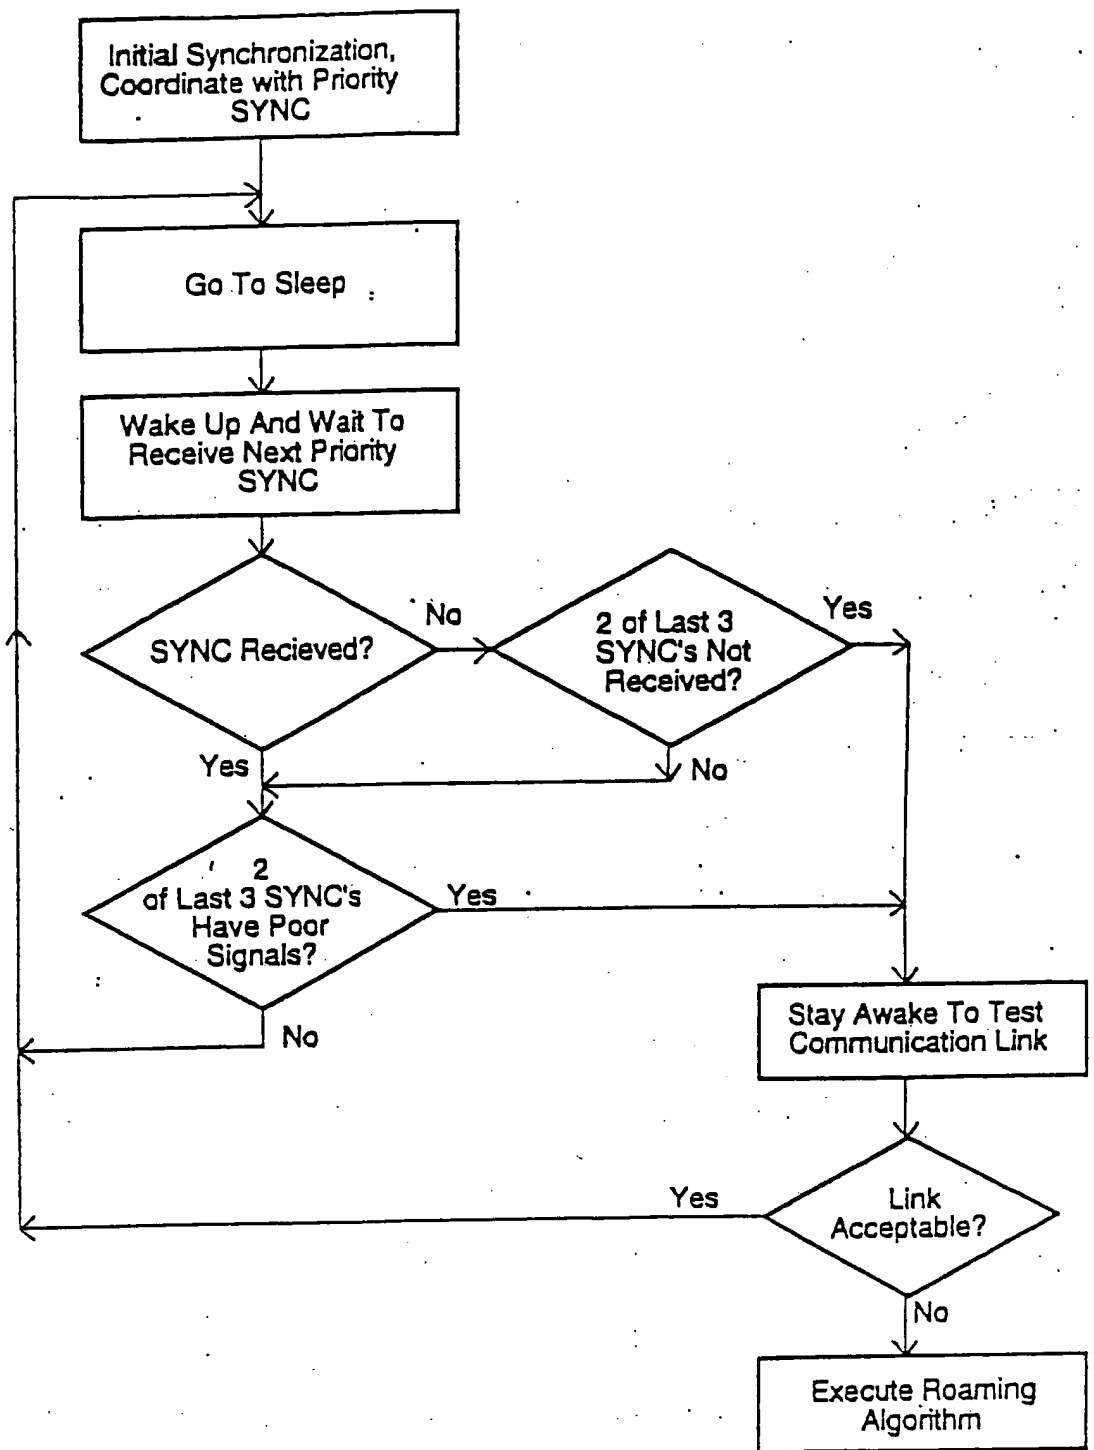 Initial Synchronization,
Coordinate with Priority
SYNC
Go To Sleep
Wake Up And Wait To
Receive Next Priority
SYNC
SYNC Recieved?
No
2 of Last 3
SYNC's Not
Received?
Yes
Yes
No
2
of Last 3 SYNC's
Have Poor
Signals?
Yes
No
Stay Awake To Test
Communication Link
Link
Acceptable?
Yes
No
Execute Roaming
Algorithm